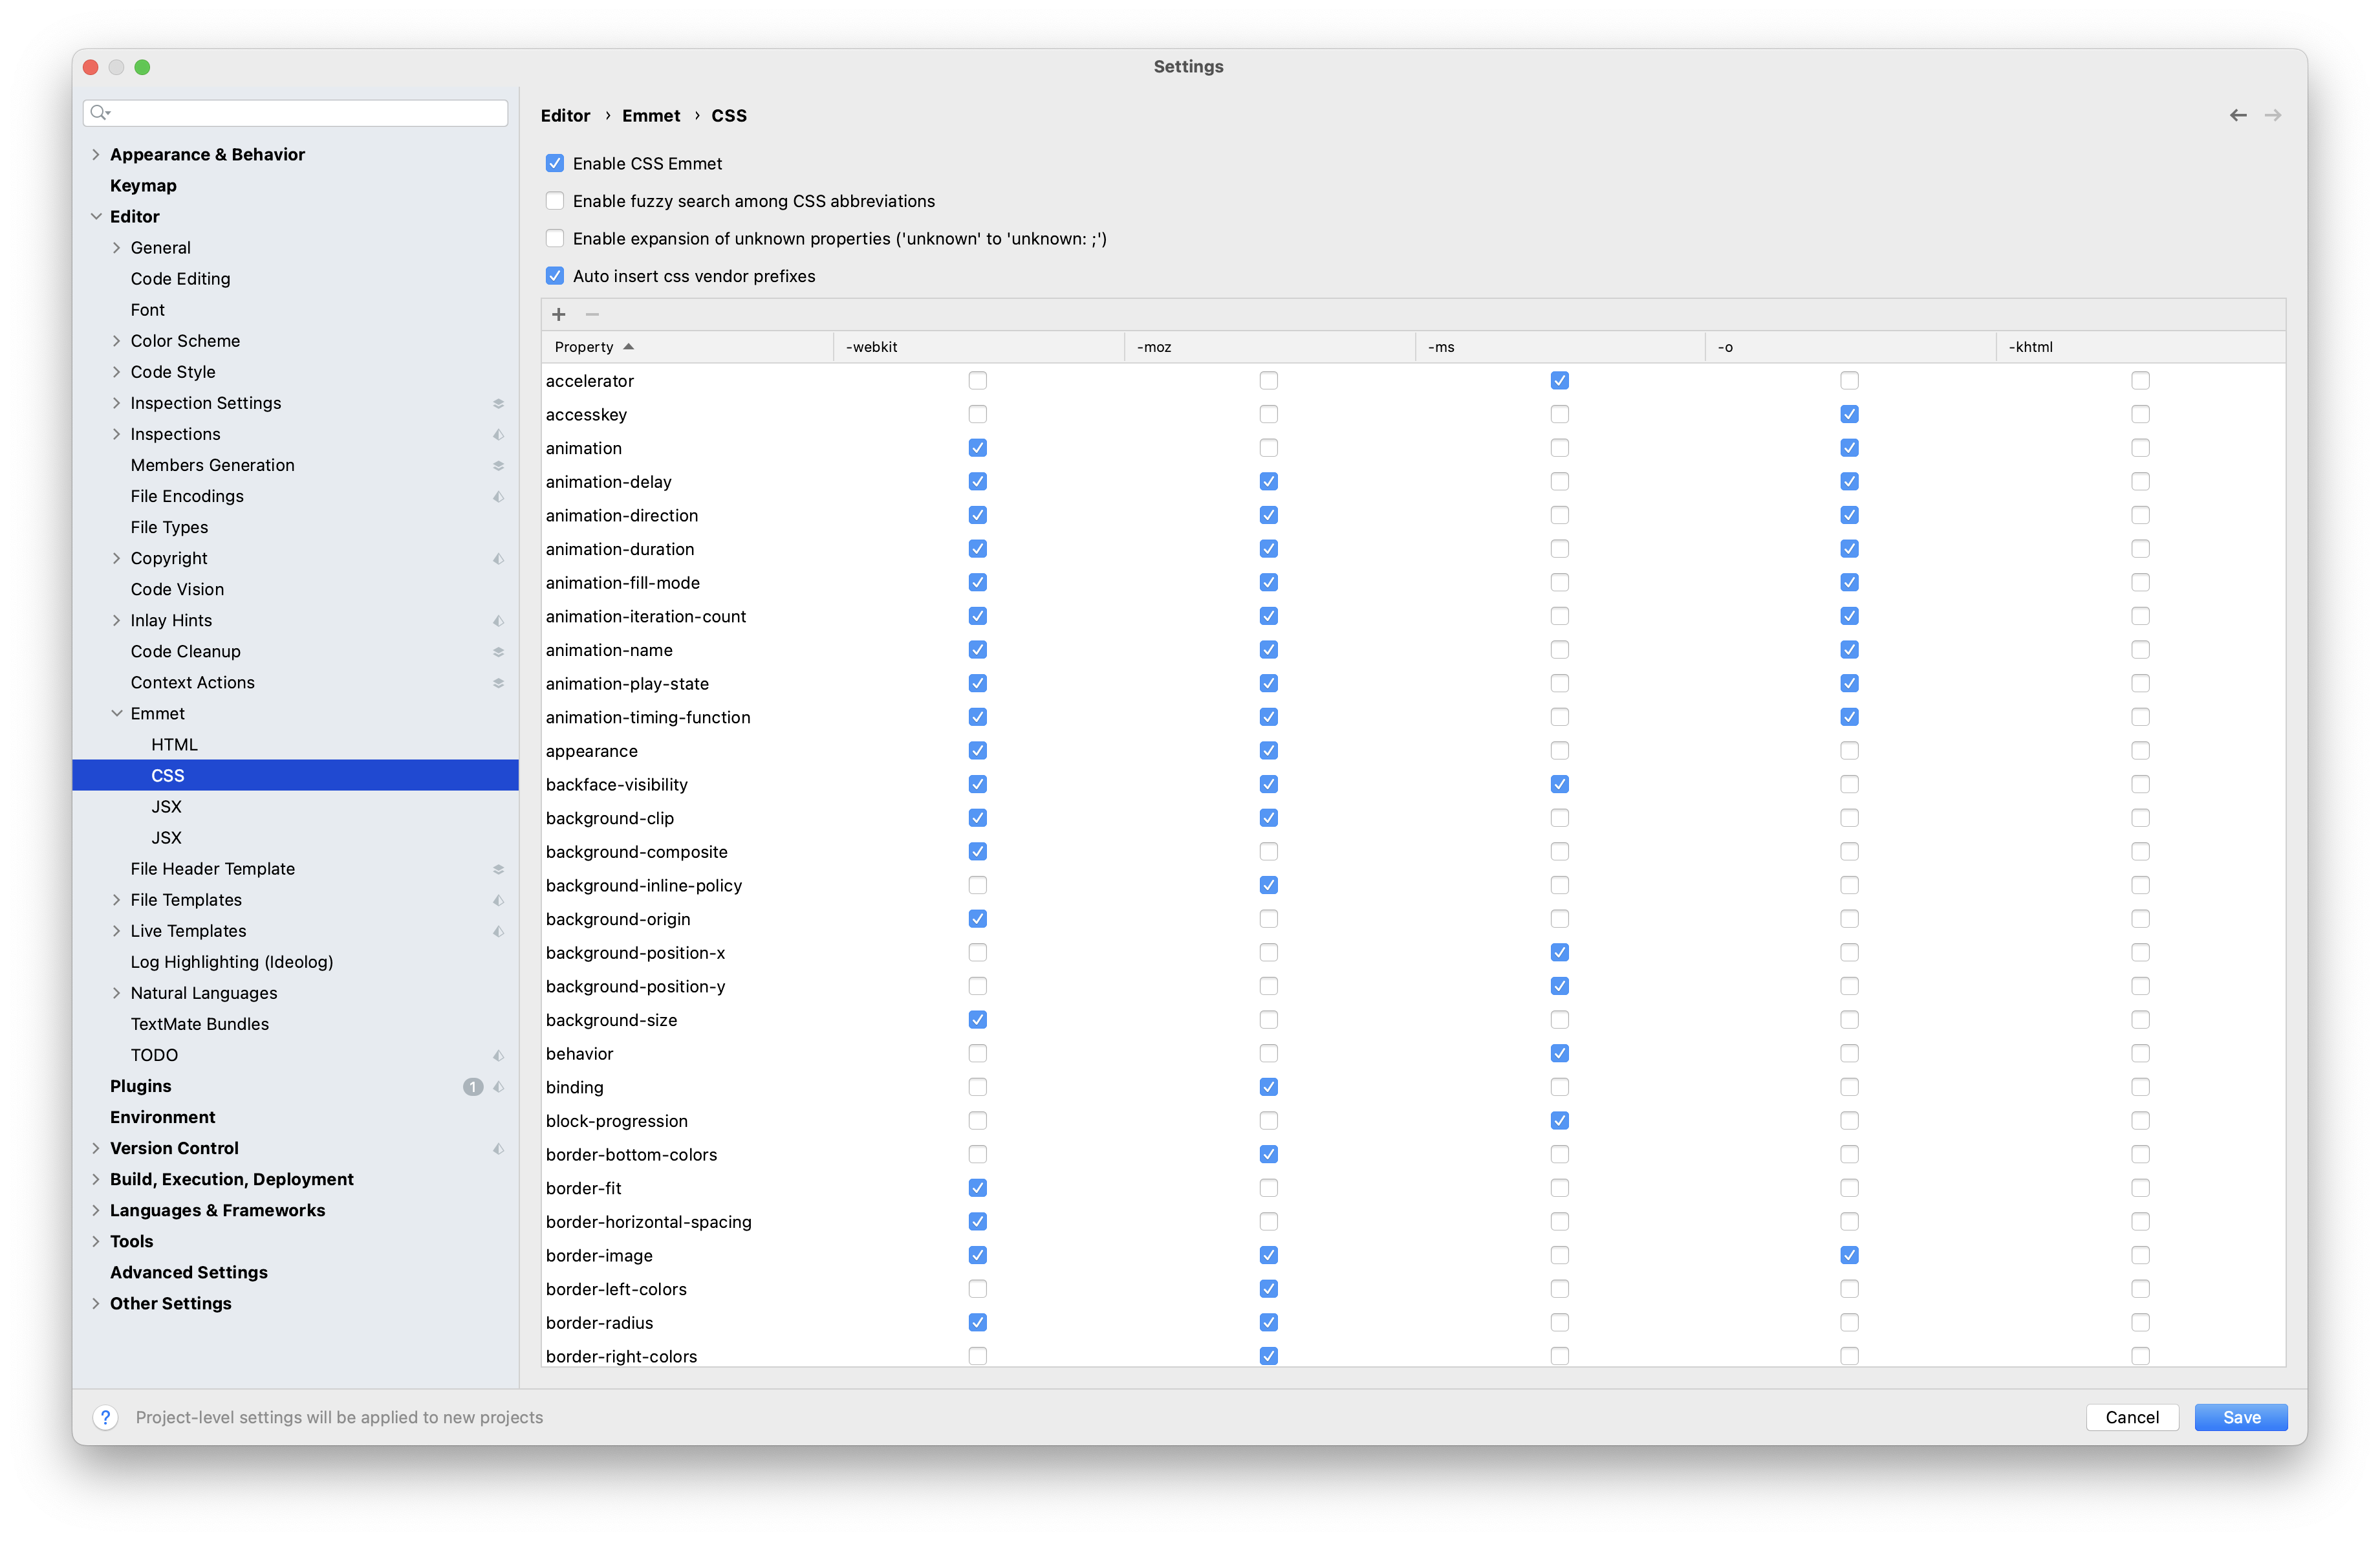 Settings
Appearance & Behavior
Keymap
Editor
General
Code Editing
Font
Color Scheme
Code Style
Inspection Settings
Inspections
Members Generation
File Encodings
File Types
Copyright
Code Vision
Inlay Hints
Code Cleanup
Context Actions
Emmet
HTML
CSS
JSX
JSX
File Header Template
File Templates
Live Templates
Log Highlighting (Ideolog)
Natural Languages
TextMate Bundles
TODO
Plugins 1
Environment
Version Control
Build, Execution, Deployment
Languages & Frameworks
Tools
Advanced Settings
Other Settings
Editor › Emmet › CSS
Enable CSS Emmet
Enable fuzzy search among CSS abbreviations
Enable expansion of unknown properties ('unknown' to 'unknown: ;')
Auto insert css vendor prefixes
Property -webkit -moz -ms -o -khtml
accelerator
accesskey
animation
animation-delay
animation-direction
animation-duration
animation-fill-mode
animation-iteration-count
animation-name
animation-play-state
animation-timing-function
appearance
backface-visibility
background-clip
background-composite
background-inline-policy
background-origin
background-position-x
background-position-y
background-size
behavior
binding
block-progression
border-bottom-colors
border-fit
border-horizontal-spacing
border-image
border-left-colors
border-radius
border-right-colors
? Project-level settings will be applied to new projects
Cancel Save